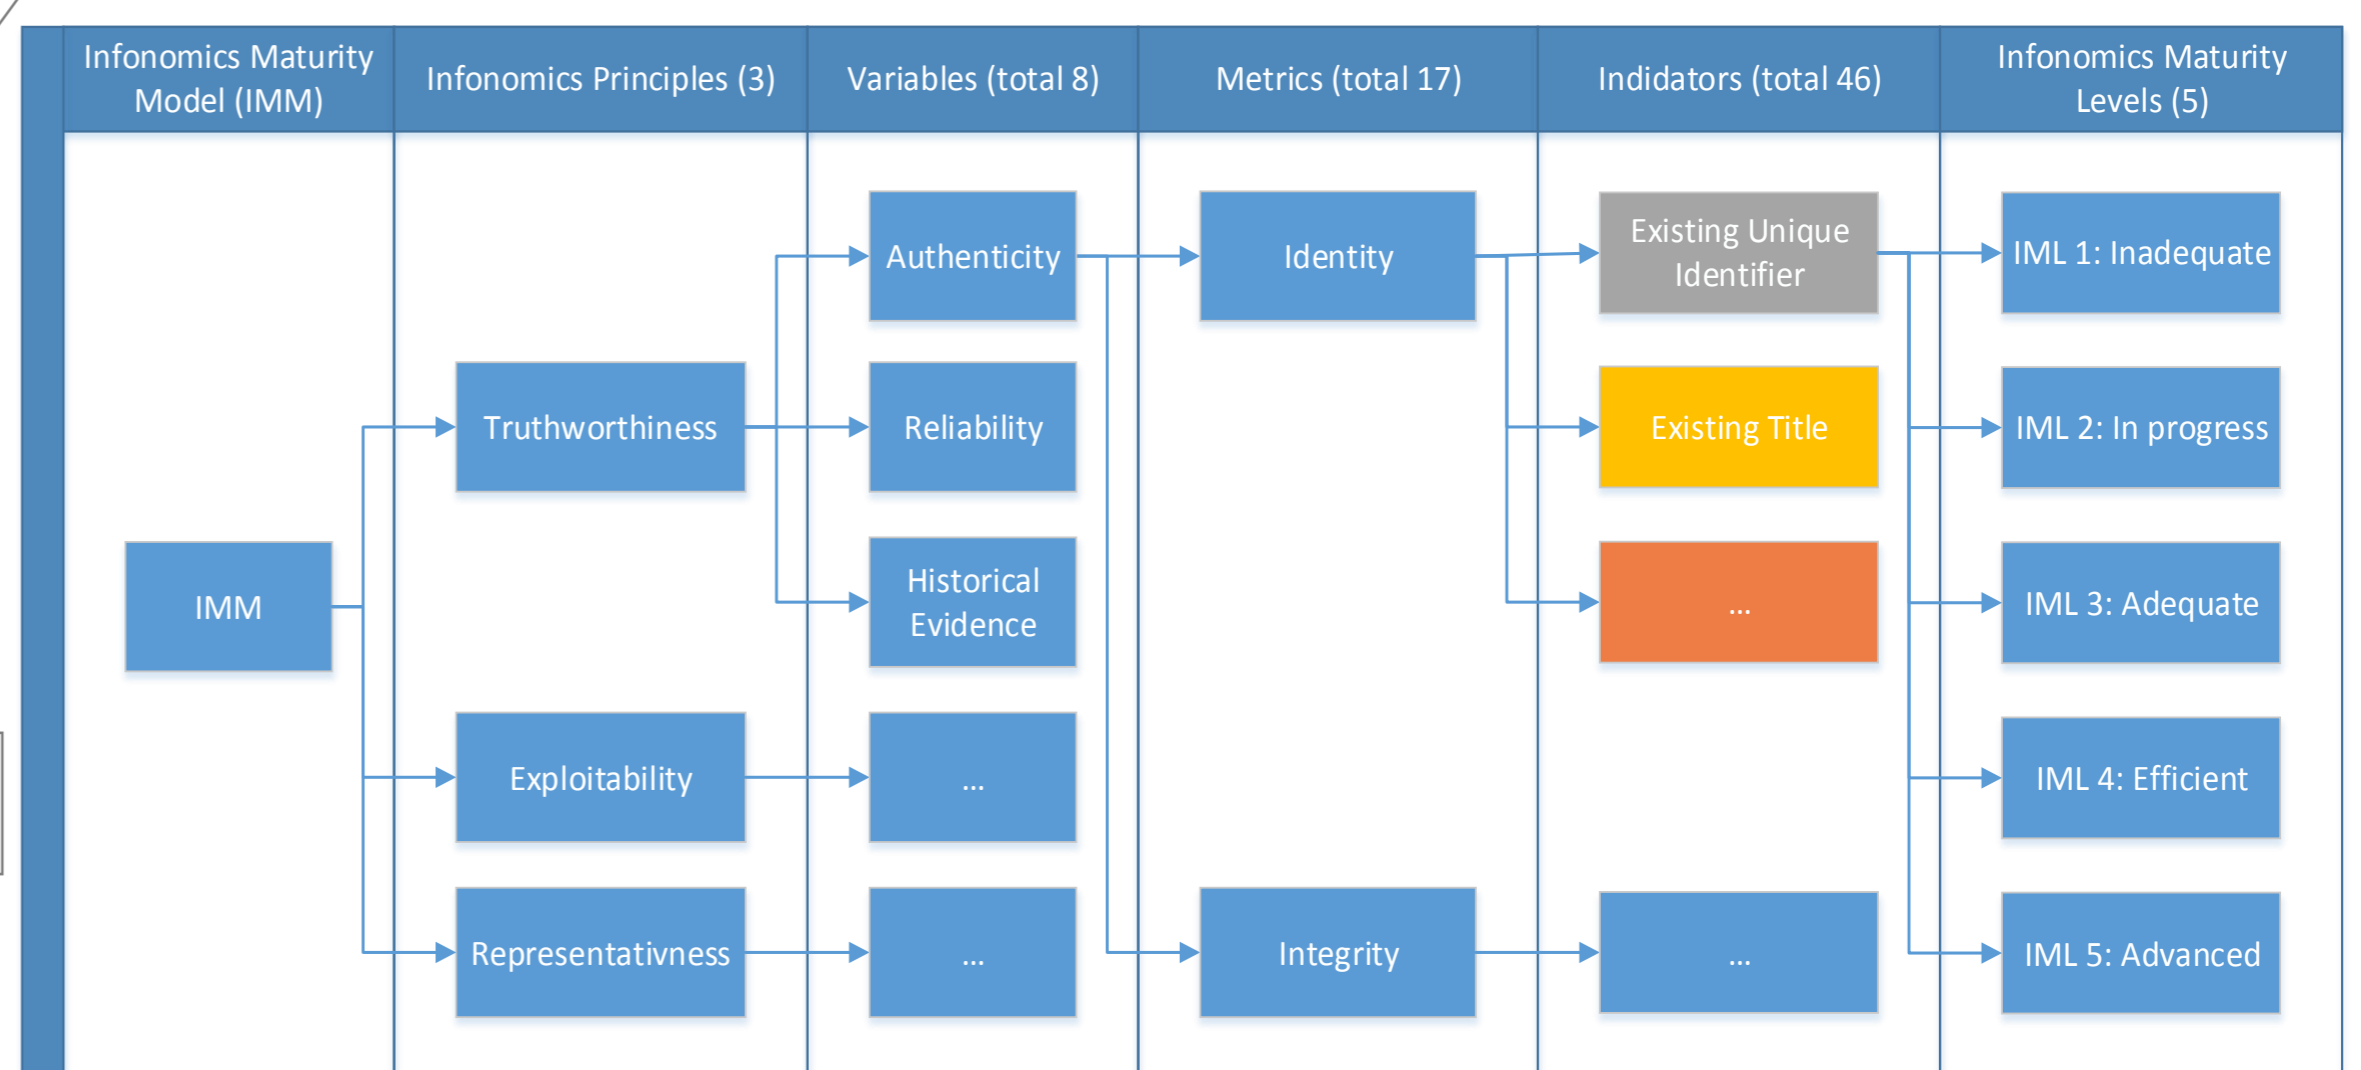 Infonomics Maturity
Model (IMM)
Infonomics Principles (3)
Variables (total 8)
Metrics (total 17)
Indidators (total 46)
Infonomics Maturity
Levels (5)
IMM
Truthworthiness
Exploitability
Representativness
Authenticity
Reliability
Historical
Evidence
...
...
Identity
Integrity
Existing Unique
Identifier
Existing Title
...
...
IML 1: Inadequate
IML 2: In progress
IML 3: Adequate
IML 4: Efficient
IML 5: Advanced